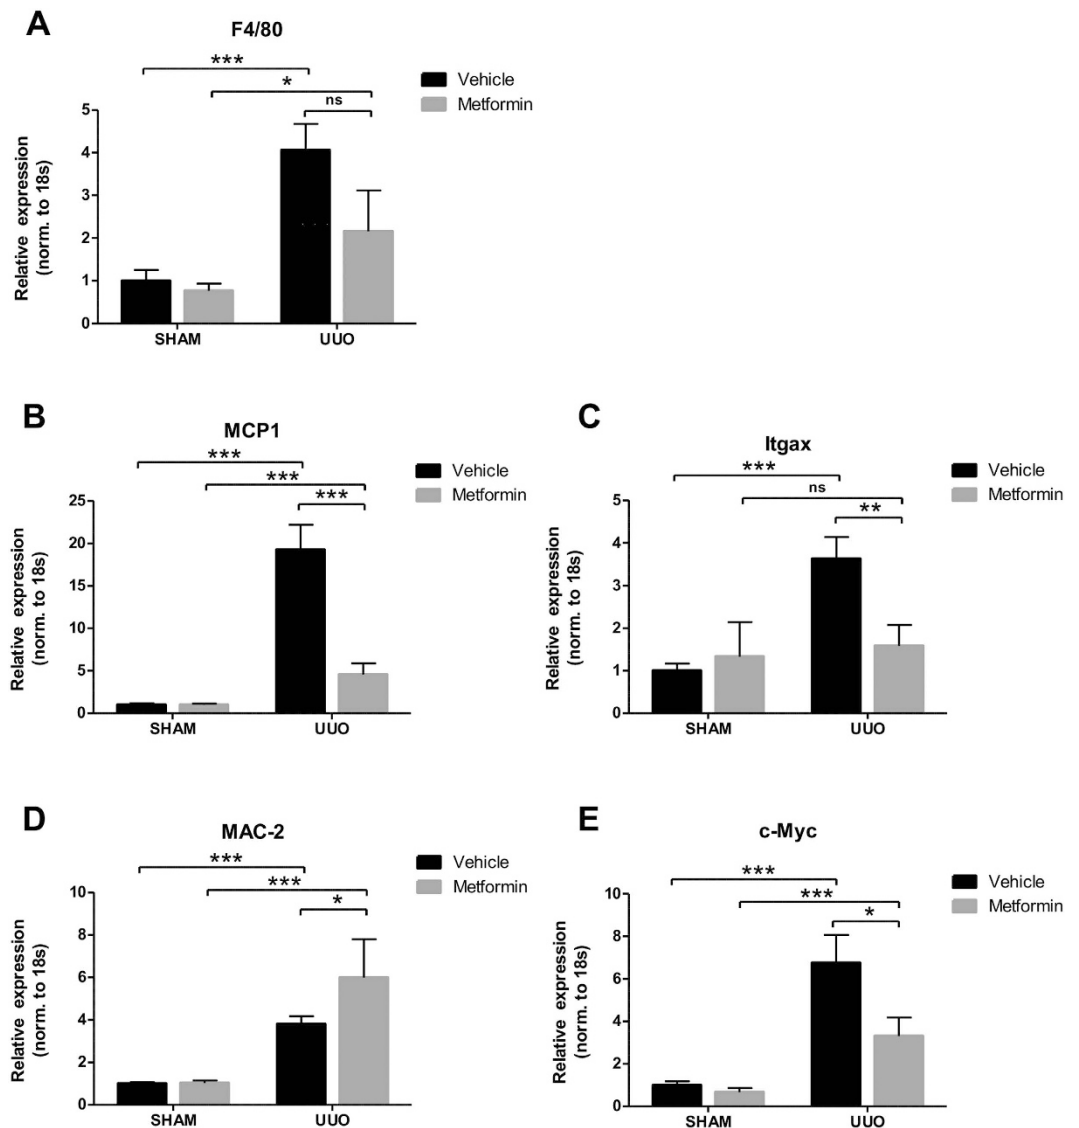 A
F4/80
***
*
ns
Vehicle
Metformin
Relative expression
(norm. to 18s)
5
4
3
2
1
0
SHAM
UUO
B
MCP1
***
***
***
Vehicle
Metformin
Relative expression
(norm. to 18s)
25
20
15
10
5
0
SHAM
UUO
C
Itgax
***
ns
**
Vehicle
Metformin
Relative expression
(norm. to 18s)
5
4
3
2
1
0
SHAM
UUO
D
MAC-2
***
***
*
Vehicle
Metformin
Relative expression
(norm. to 18s)
10
8
6
4
2
0
SHAM
UUO
E
c-Myc
***
***
*
Vehicle
Metformin
Relative expression
(norm. to 18s)
10
8
6
4
2
0
SHAM
UUO